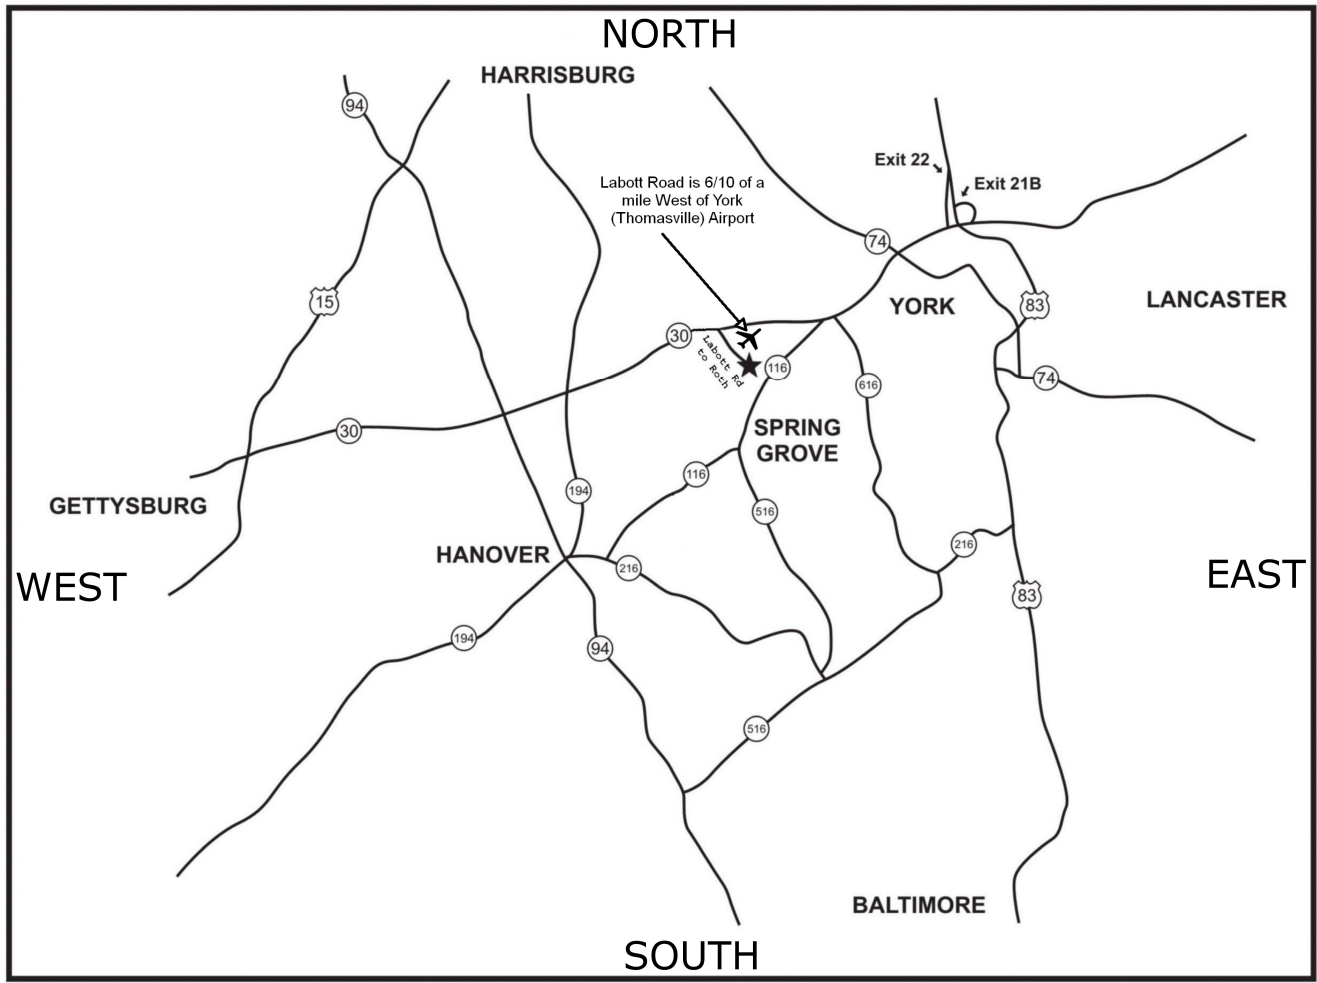 NORTH
HARRISBURG
94
Exit 22
Exit 21B
Labott Road is 6/10 of a
mile West of York
(Thomasville) Airport
74
15
83
YORK
LANCASTER
30
Labott Rd
to Roth
116
74
616
30
SPRING
GROVE
116
194
GETTYSBURG
516
HANOVER
216
216
WEST
EAST
83
194
94
516
BALTIMORE
SOUTH